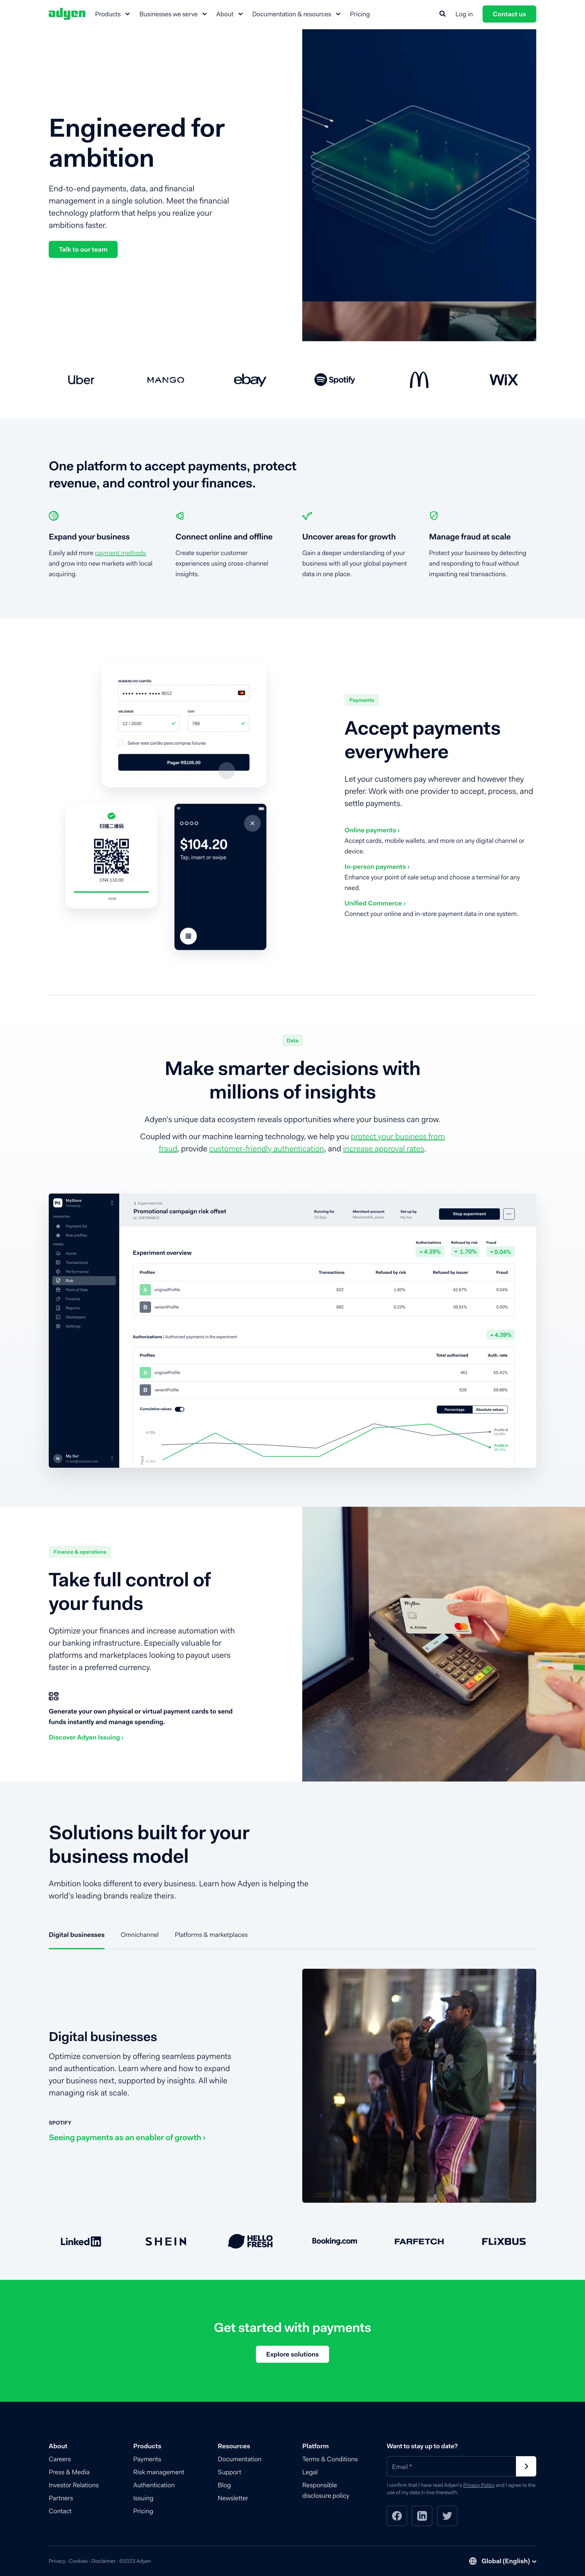 adyen Products Businesses we serve About Documentation & resources Pricing Log in Contact us
Engineered for
ambition
End-to-end payments, data, and financial
management in a single solution. Meet the financial
technology platform that helps you realize your
ambitions faster.
Talk to our team
Uber MANGO ebay Spotify WiX
One platform to accept payments, protect
revenue, and control your finances.
Expand your business
Easily add more payment methods
and grow into new markets with local
acquiring.
Connect online and offline
Create superior customer
experiences using cross-channel
insights.
Uncover areas for growth
Gain a deeper understanding of your
business with all your global payment
data in one place.
Manage fraud at scale
Protect your business by detecting
and responding to fraud without
impacting real transactions.
NÚMERO DO CARTÃO
•••• •••• •••• 9012
VALIDADE CVV
12 / 2030 789
Salvar este cartão para compras futuras
Pagar R$105.00
扫描二维码
CN¥ 110.00
$104.20
Tap, insert or swipe
Payments
Accept payments
everywhere
Let your customers pay wherever and however they
prefer. Work with one provider to accept, process, and
settle payments.
Online payments ›
Accept cards, mobile wallets, and more on any digital channel or
device.
In-person payments ›
Enhance your point of sale setup and choose a terminal for any
need.
Unified Commerce ›
Connect your online and in-store payment data in one system.
Data
Make smarter decisions with
millions of insights
Adyen's unique data ecosystem reveals opportunities where your business can grow.
Coupled with our machine learning technology, we help you protect your business from
fraud, provide customer-friendly authentication, and increase approval rates.
MyStore
Company
FAVORITES
Payment list
Risk profiles
PAGES
Home
Transactions
Performance
Risk
Point of Sale
Finance
Reports
Developers
Settings
My Sur
Experiment list
Promotional campaign risk offset
Running for
Merchant account
Set up by
My Sur
Stop experiment
Experiment overview
Authorizations Refused by risk Fraud
+ 4.39% - 1.70% + 0.04%
Profiles Transactions Refused by risk Refused by issuer Fraud
A originalProfile 832 1.92% 42.67% 0.04%
B variantProfile 882 0.23% 39.91% 0.00%
Authorizations | Authorized payments in the experiment + 4.39%
Profiles Total authorized Auth. rate
A originalProfile 461 55.41%
B variantProfile 528 59.86%
Cumulative values Percentage Absolute values
Profile B
Profile A
Finance & operations
Take full control of
your funds
Optimize your finances and increase automation with
our banking infrastructure. Especially valuable for
platforms and marketplaces looking to payout users
faster in a preferred currency.
Generate your own physical or virtual payment cards to send
funds instantly and manage spending.
Discover Adyen Issuing ›
A. Kindle
Solutions built for your
business model
Ambition looks different to every business. Learn how Adyen is helping the
world's leading brands realize theirs.
Digital businesses Omnichannel Platforms & marketplaces
Digital businesses
Optimize conversion by offering seamless payments
and authentication. Learn where and how to expand
your business next, supported by insights. All while
managing risk at scale.
SPOTIFY
Seeing payments as an enabler of growth ›
LinkedIn SHEIN HELLO FRESH Booking.com FARFETCH FLiXBUS
Get started with payments
Explore solutions
About
Careers
Press & Media
Investor Relations
Partners
Contact
Products
Payments
Risk management
Authentication
Issuing
Pricing
Resources
Documentation
Support
Blog
Newsletter
Platform
Terms & Conditions
Legal
Responsible
disclosure policy
Want to stay up to date?
Email *
I confirm that I have read Adyen's Privacy Policy and I agree to the
use of my data in line therewith.
Privacy · Cookies · Disclaimer · ©2023 Adyen
Global (English)